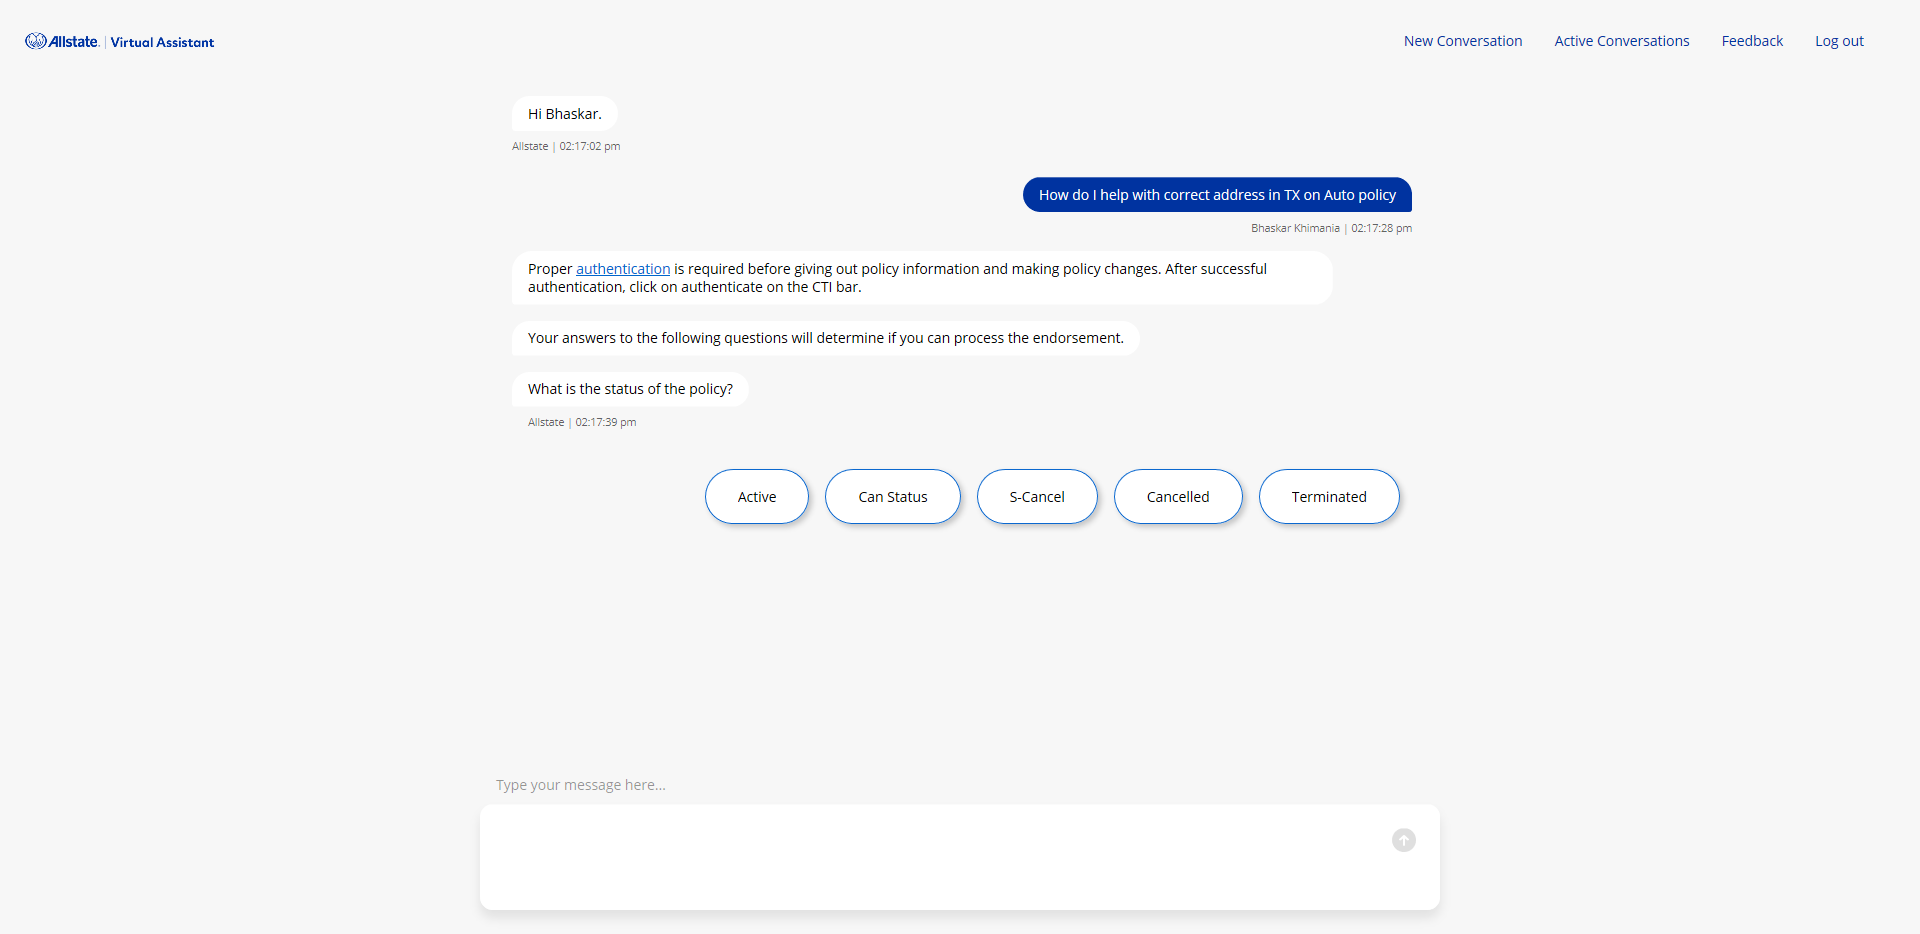 Allstate. | Virtual Assistant
New Conversation Active Conversations Feedback Log out
Hi Bhaskar.
Allstate | 02:17:02 pm
How do I help with correct address in TX on Auto policy
Bhaskar Khimania | 02:17:28 pm
Proper authentication is required before giving out policy information and making policy changes. After successful
authentication, click on authenticate on the CTI bar.
Your answers to the following questions will determine if you can process the endorsement.
What is the status of the policy?
Allstate | 02:17:39 pm
Active Can Status S-Cancel Cancelled Terminated
Type your message here...